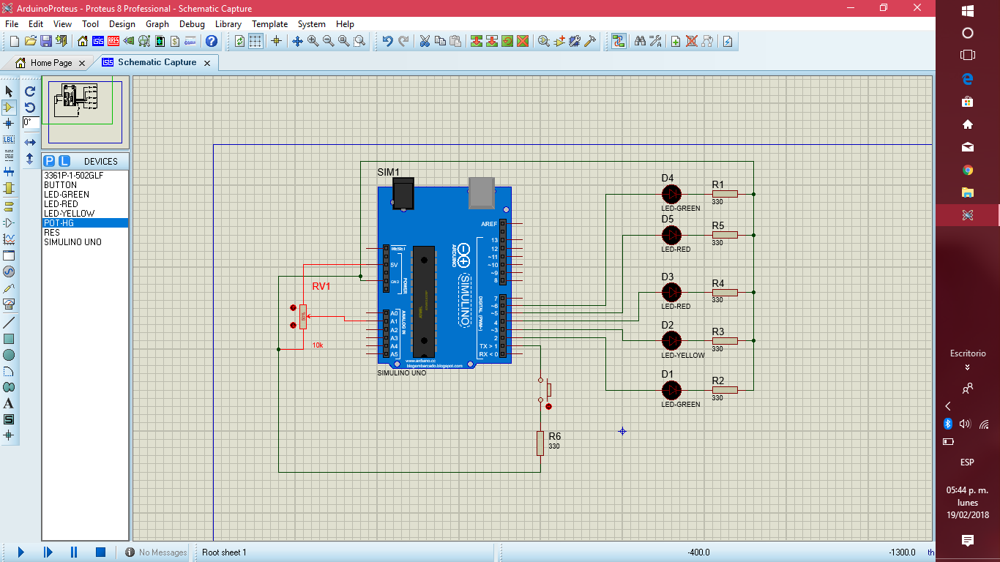 ArduinoProteus - Proteus 8 Professional - Schematic Capture
File Edit View Tool Design Graph Debug Library Template System Help
Home Page
Schematic Capture
0°
LBL
P L DEVICES
3361P-1-502GLF
BUTTON
LED-GREEN
LED-RED
LED-YELLOW
POT-HG
RES
SIMULINO UNO
SIM1
AREF
13
12
~11
~10
~9
8
7
~6
~5
4
~3
2
TX > 1
RX < 0
RESET
5V
GND
POWER
A0
A1
A2
A3
A4
A5
ANALOG IN
ARDUINO
SIMULINO
DIGITAL (PWM~)
www.arduino.cc
blogembarcado.blogspot.com
SIMULINO UNO
RV1
50%
10k
D4
LED-GREEN
R1
330
D5
LED-RED
R5
330
D3
LED-RED
R4
330
D2
LED-YELLOW
R3
330
D1
LED-GREEN
R2
330
R6
330
No Messages
Root sheet 1
-400.0
-1300.0
th
Escritorio
ESP
05:44 p. m.
lunes
19/02/2018